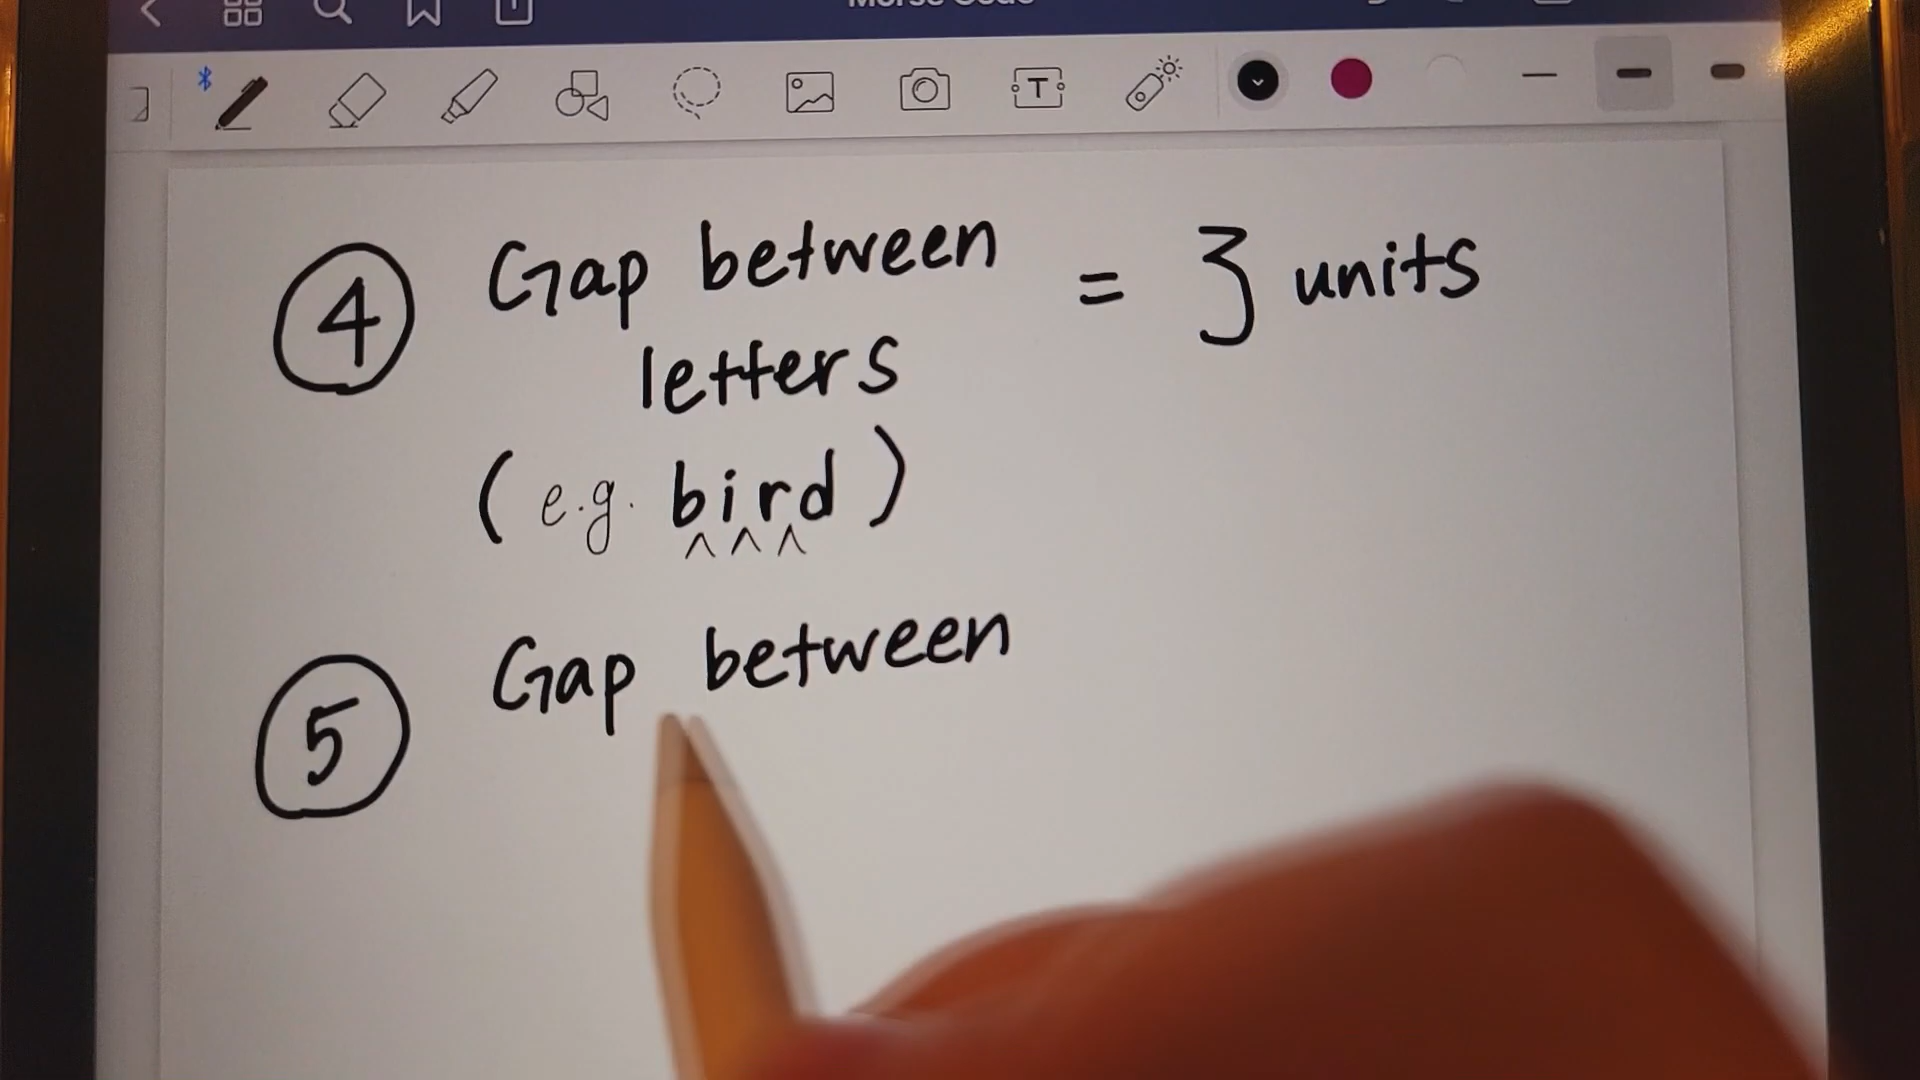 ④ Gap between = 3 units
letters
(e.g. bird)
^ ^ ^
⑤ Gap between
T